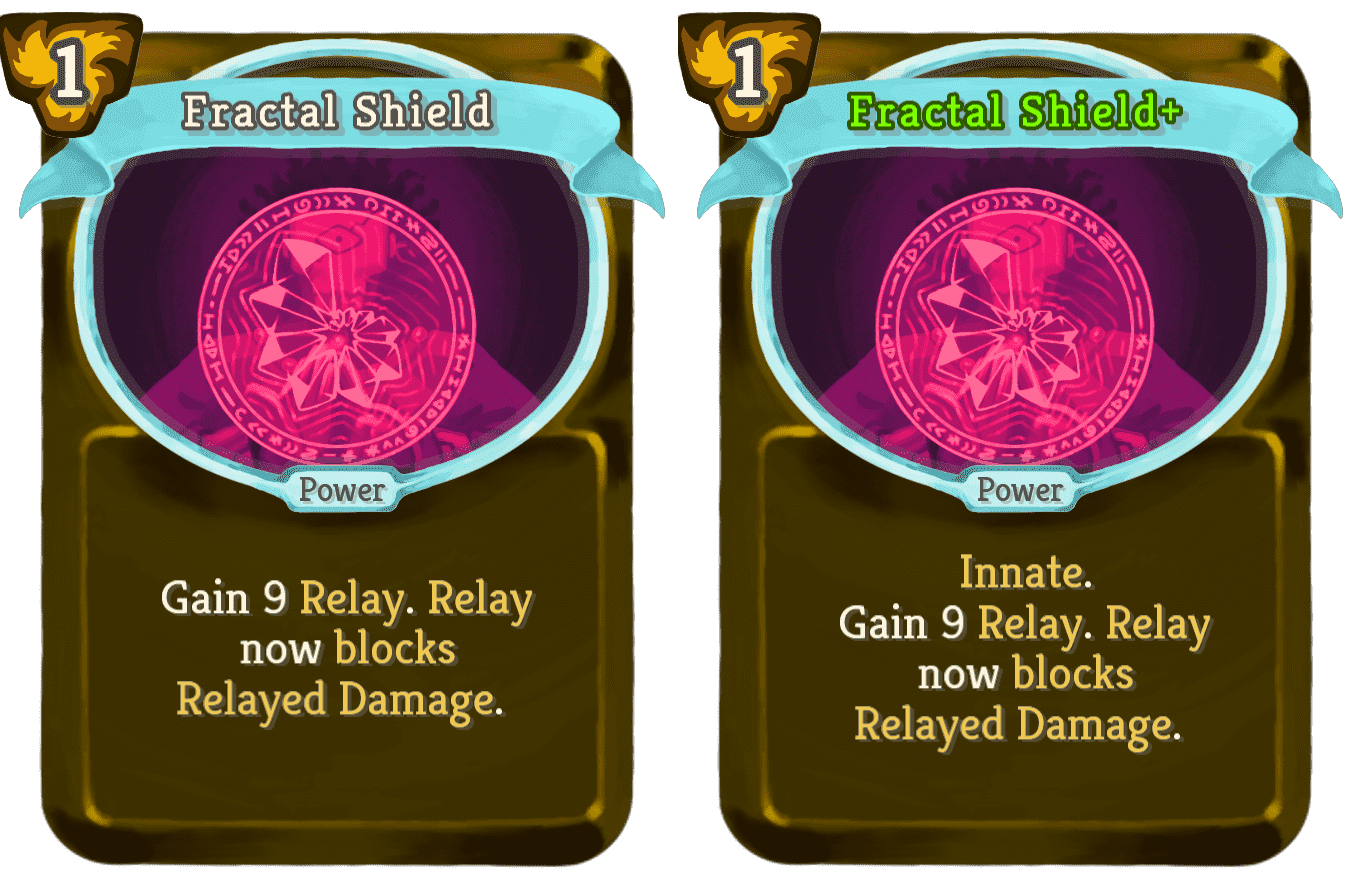 1
Fractal Shield
Power
Gain 9 Relay. Relay
now blocks
Relayed Damage.
1
Fractal Shield+
Power
Innate.
Gain 9 Relay. Relay
now blocks
Relayed Damage.